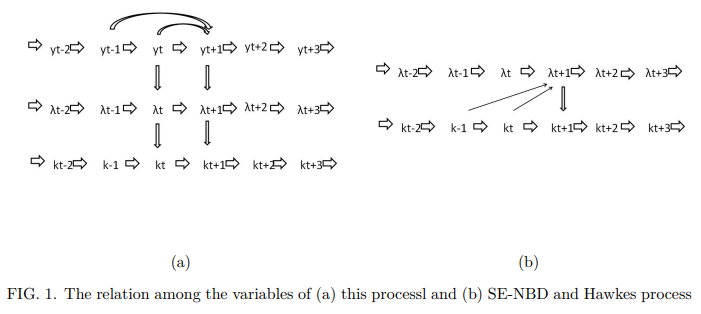 yt-2 yt-1 yt yt+1 yt+2 yt+3
λt-2 λt-1 λt λt+1 λt+2 λt+3
kt-2 k-1 kt kt+1 kt+2 kt+3
(a)
λt-2 λt-1 λt λt+1 λt+2 λt+3
kt-2 k-1 kt kt+1 kt+2 kt+3
(b)
FIG. 1. The relation among the variables of (a) this processl and (b) SE-NBD and Hawkes process